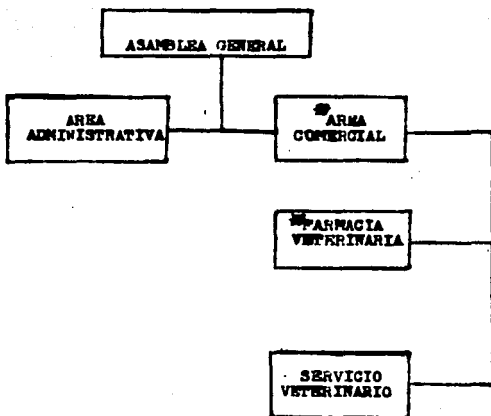 ASAMBLEA GENERAL
AREA
ADMINISTRATIVA
AREA
COMERCIAL
FARMACIA
VETERINARIA
SERVICIO
VETERINARIO